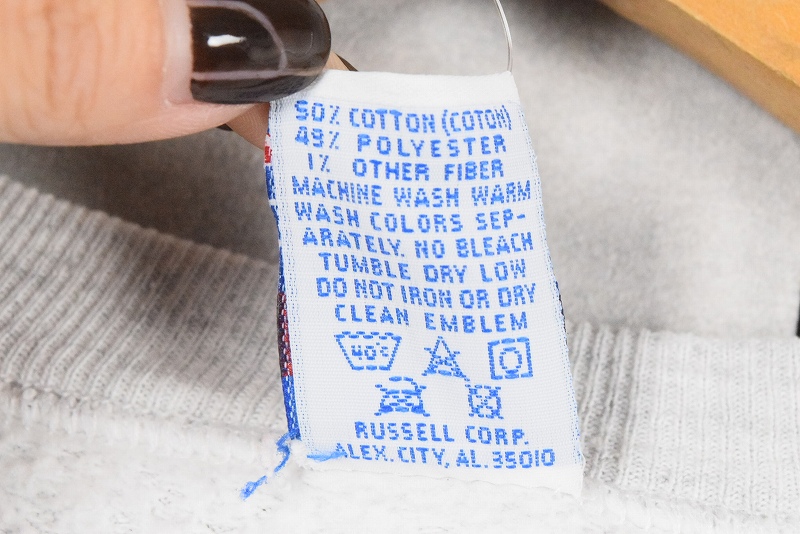 50% COTTON (COTON)
49% POLYESTER
1% OTHER FIBER
MACHINE WASH WARM
WASH COLORS SEP-
ARATELY. NO BLEACH
TUMBLE DRY LOW
DO NOT IRON OR DRY
CLEAN EMBLEM
40°C
RUSSELL CORP.
ALEX. CITY, AL. 35010